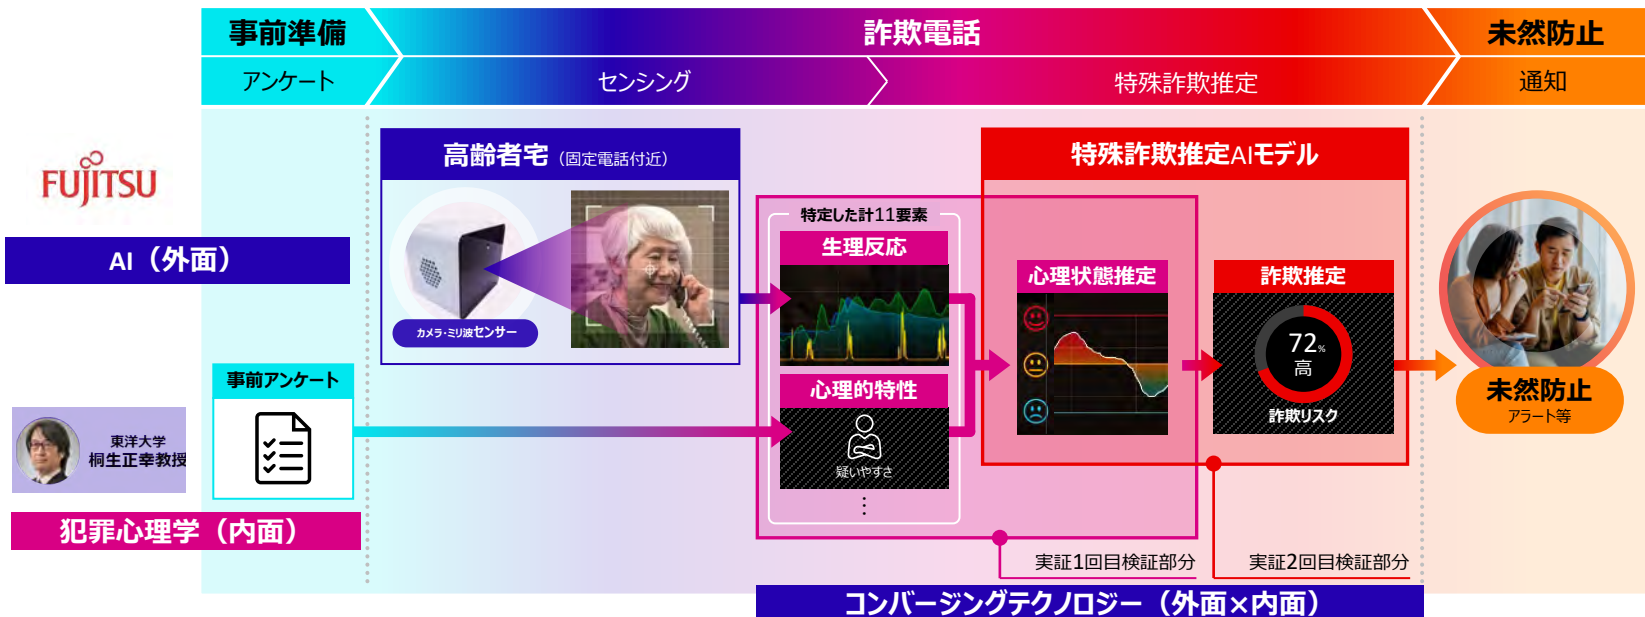 事前準備
詐欺電話
未然防止
アンケート
センシング
特殊詐欺推定
通知
FUJITSU
AI（外面）
高齢者宅（固定電話付近）
カメラ・ミリ波センサー
特定した計11要素
生理反応
心理的特性
疑いやすさ
⋮
特殊詐欺推定AIモデル
心理状態推定
詐欺推定
72%
高
詐欺リスク
未然防止
アラート等
事前アンケート
東洋大学
桐生正幸教授
犯罪心理学（内面）
実証1回目検証部分
実証2回目検証部分
コンバージングテクノロジー（外面×内面）